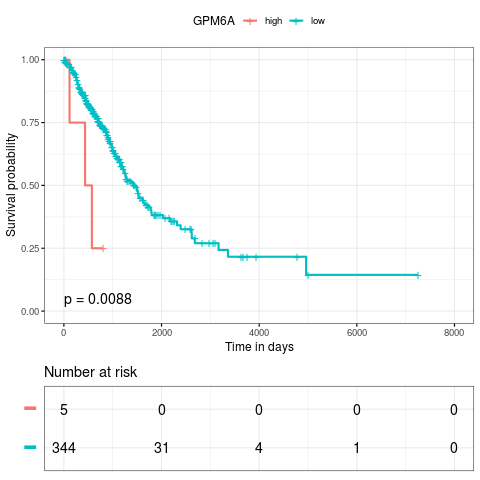 GPM6A high low
1.00
0.75
0.50
0.25
0.00
Survival probability
p = 0.0088
0 2000 4000 6000 8000
Time in days
Number at risk
5 0 0 0 0
344 31 4 1 0